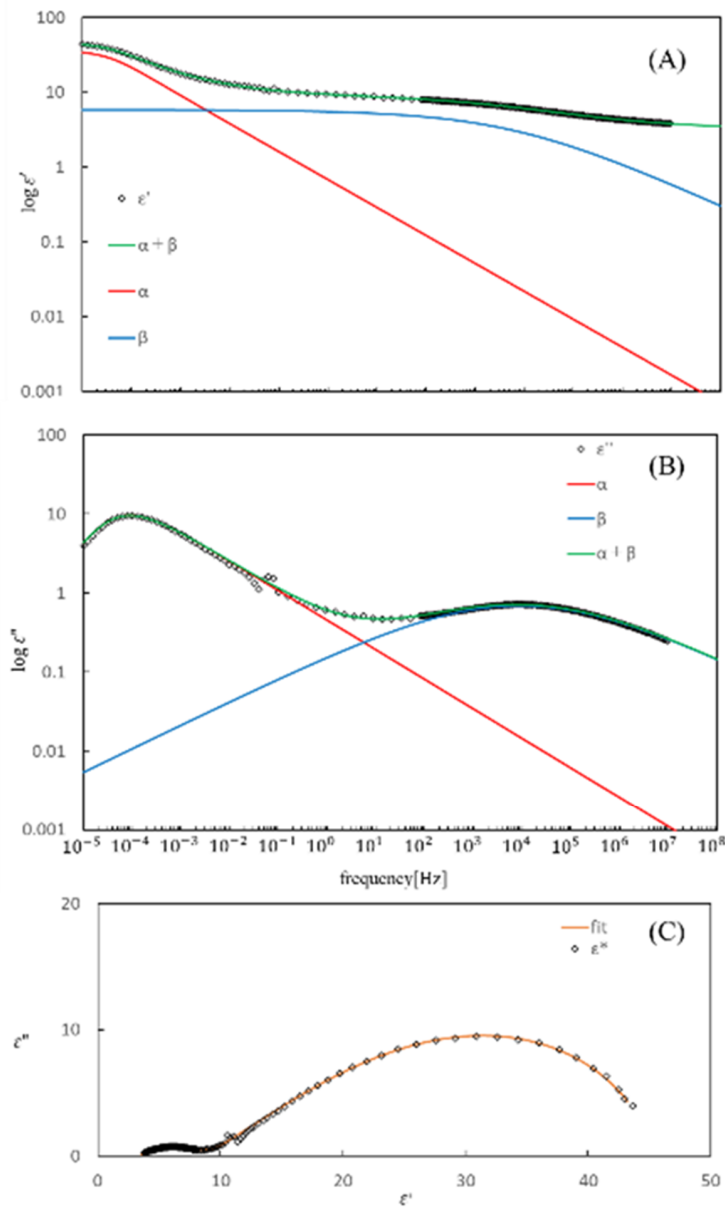 100
(A)
10
1
log ε'
ε'
α+β
0.1
α
0.01
β
0.001
100
(B)
ε"
α
10
β
α+β
1
log ε"
0.1
0.01
0.001
10⁻⁵ 10⁻⁴ 10⁻³ 10⁻² 10⁻¹ 10⁰ 10¹ 10² 10³ 10⁴ 10⁵ 10⁶ 10⁷ 10⁸
frequency[Hz]
20
fit (C)
ε*
ε" 10
0
0 10 20 30 40 50
ε'